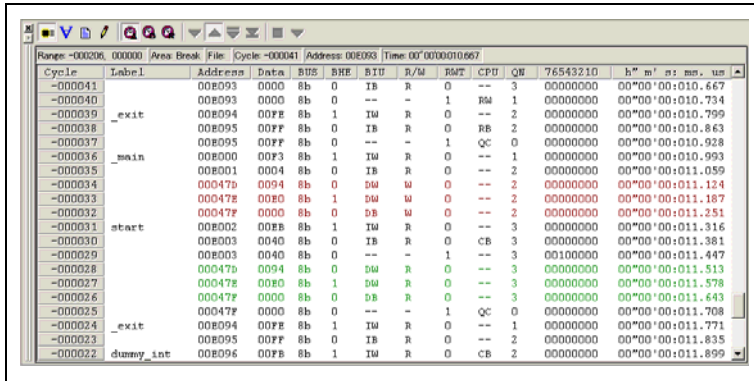 Range: -000206, 000000 Area: Break File: Cycle: -000041 Address: 00E093 Time: 00"00'00:010.667
Cycle Label Address Data BUS BHE BIU R/W RWT CPU QN 76543210 h" m' s: ms. us
-000041 00E093 0000 8b 0 IB R 0 -- 3 00000000 00"00'00:010.667
-000040 00E093 0000 8b 0 -- - 1 RW 1 00000000 00"00'00:010.734
-000039 _exit 00E094 00FE 8b 1 IW R 0 -- 2 00000000 00"00'00:010.799
-000038 00E095 00FF 8b 0 IB R 0 RB 2 00000000 00"00'00:010.863
-000037 00E095 00FF 8b 0 -- - 1 QC 0 00000000 00"00'00:010.928
-000036 _main 00E000 00F3 8b 1 IW R 0 -- 1 00000000 00"00'00:010.993
-000035 00E001 0004 8b 0 IB R 0 -- 2 00000000 00"00'00:011.059
-000034 00047D 0094 8b 0 DW W 0 -- 2 00000000 00"00'00:011.124
-000033 00047E 00E0 8b 1 DW W 0 -- 2 00000000 00"00'00:011.187
-000032 00047F 0000 8b 0 DB W 0 -- 2 00000000 00"00'00:011.251
-000031 start 00E002 00EB 8b 1 IW R 0 -- 3 00000000 00"00'00:011.316
-000030 00E003 0040 8b 0 IB R 0 CB 3 00000000 00"00'00:011.381
-000029 00E003 0040 8b 0 -- - 1 -- 3 00100000 00"00'00:011.447
-000028 00047D 0094 8b 0 DW R 0 -- 3 00000000 00"00'00:011.513
-000027 00047E 00E0 8b 1 DW R 0 -- 3 00000000 00"00'00:011.578
-000026 00047F 0000 8b 0 DB R 0 -- 3 00000000 00"00'00:011.643
-000025 00047F 0000 8b 0 -- - 1 QC 0 00000000 00"00'00:011.708
-000024 _exit 00E094 00FE 8b 1 IW R 0 -- 1 00000000 00"00'00:011.771
-000023 00E095 00FF 8b 0 IB R 0 -- 2 00000000 00"00'00:011.835
-000022 dummy_int 00E096 00FB 8b 1 IW R 0 CB 2 00000000 00"00'00:011.899